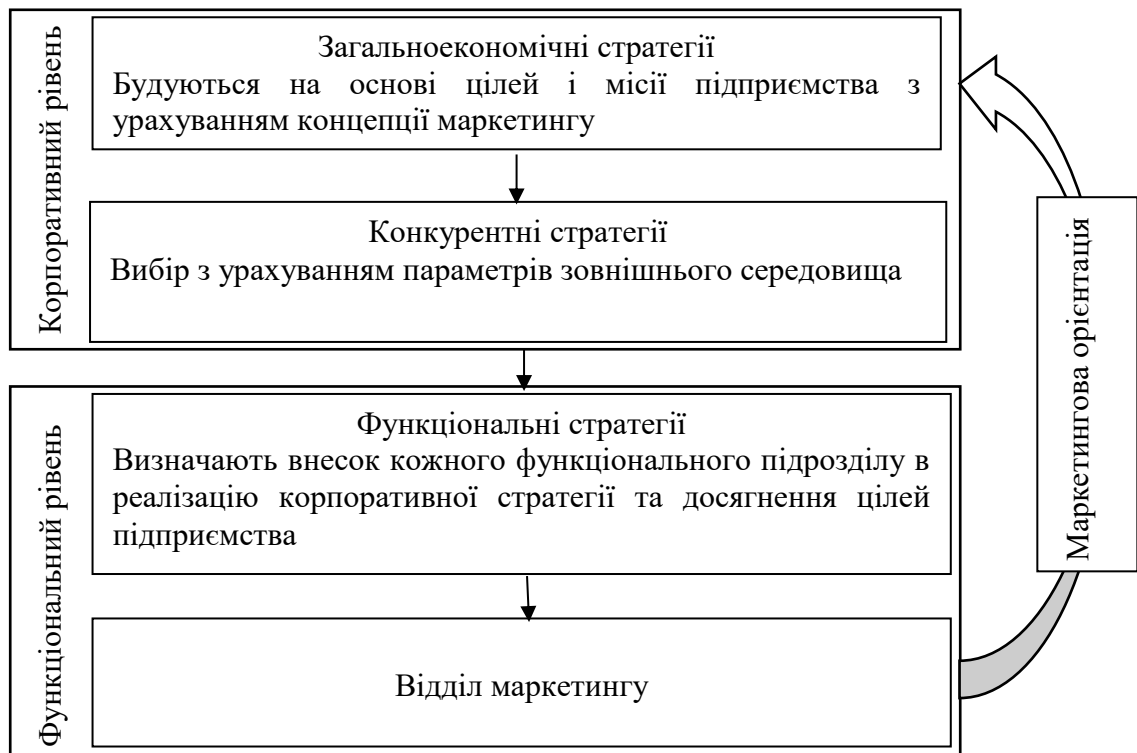 Корпоративний рівень
Загальноекономічні стратегії
Будуються на основі цілей і місії підприємства з
урахуванням концепції маркетингу
Конкурентні стратегії
Вибір з урахуванням параметрів зовнішнього середовища
Функціональний рівень
Функціональні стратегії
Визначають внесок кожного функціонального підрозділу в
реалізацію корпоративної стратегії та досягнення цілей
підприємства
Відділ маркетингу
Маркетингова орієнтація